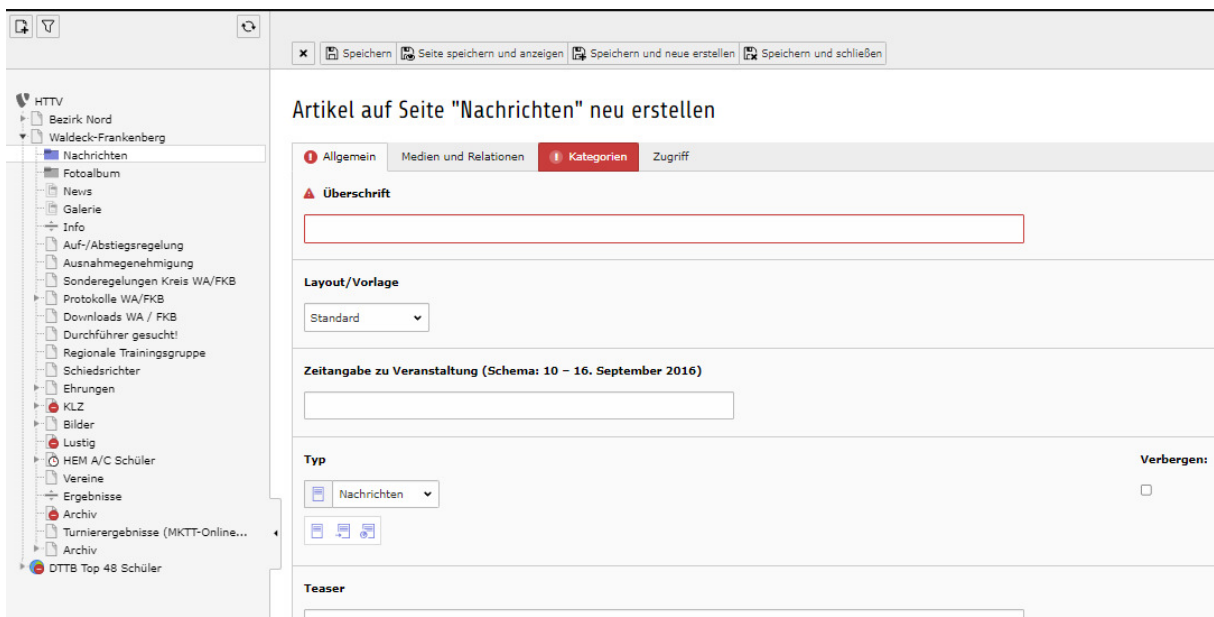 Speichern Seite speichern und anzeigen Speichern und neue erstellen Speichern und schließen
HTTV
Bezirk Nord
Waldeck-Frankenberg
Nachrichten
Fotoalbum
News
Galerie
Info
Auf-/Abstiegsregelung
Ausnahmegenehmigung
Sonderegelungen Kreis WA/FKB
Protokolle WA/FKB
Downloads WA / FKB
Durchführer gesucht!
Regionale Trainingsgruppe
Schiedsrichter
Ehrungen
KLZ
Bilder
Lustig
HEM A/C Schüler
Vereine
Ergebnisse
Archiv
Turnierergebnisse (MKTT-Online...
Archiv
DTTB Top 48 Schüler
Artikel auf Seite "Nachrichten" neu erstellen
Allgemein Medien und Relationen Kategorien Zugriff
Überschrift
Layout/Vorlage
Standard
Zeitangabe zu Veranstaltung (Schema: 10 – 16. September 2016)
Typ Verbergen:
Nachrichten
Teaser